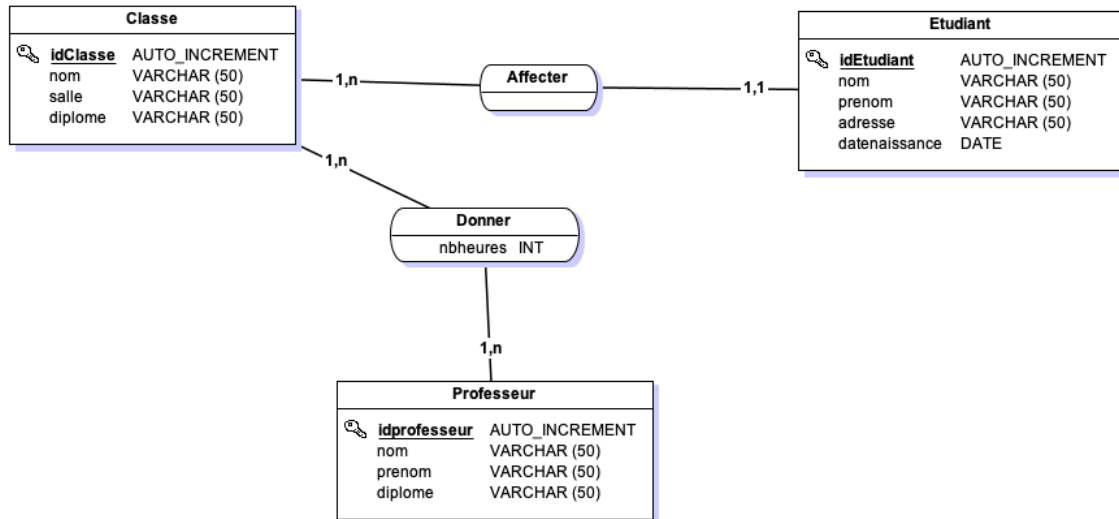 Classe
idClasse AUTO_INCREMENT
nom VARCHAR (50)
salle VARCHAR (50)
diplome VARCHAR (50)
1,n
Affecter
1,1
Etudiant
idEtudiant AUTO_INCREMENT
nom VARCHAR (50)
prenom VARCHAR (50)
adresse VARCHAR (50)
datenaissance DATE
1,n
Donner
nbheures INT
1,n
Professeur
idprofesseur AUTO_INCREMENT
nom VARCHAR (50)
prenom VARCHAR (50)
diplome VARCHAR (50)